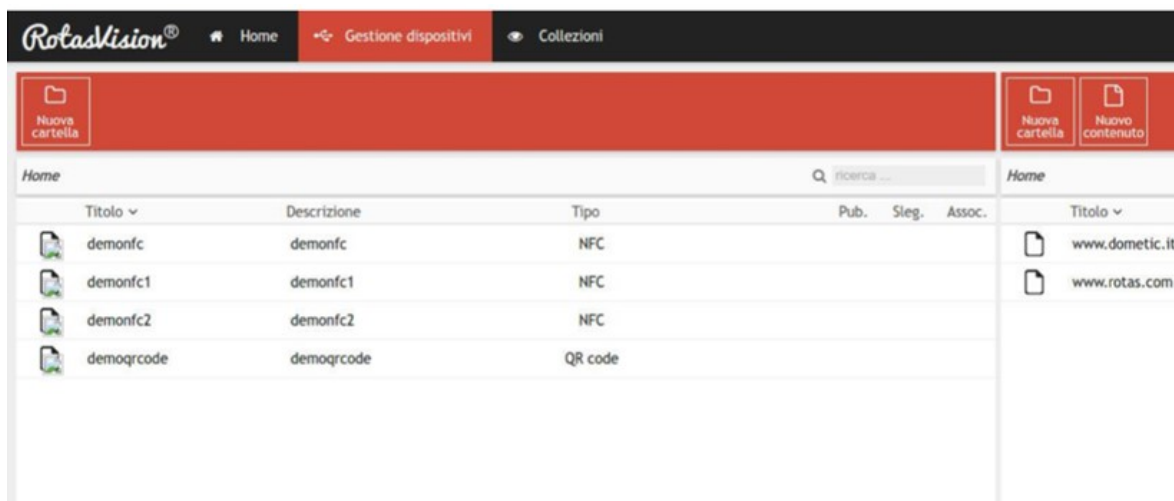 RotasVision® Home Gestione dispositivi Collezioni
Nuova cartella
Nuova cartella
Nuovo contenuto
Home ricerca ... Home
Titolo Descrizione Tipo Pub. Sleg. Assoc. Titolo
demonfc demonfc NFC www.dometic.it
demonfc1 demonfc1 NFC www.rotas.com
demonfc2 demonfc2 NFC
demoqrcode demoqrcode QR code